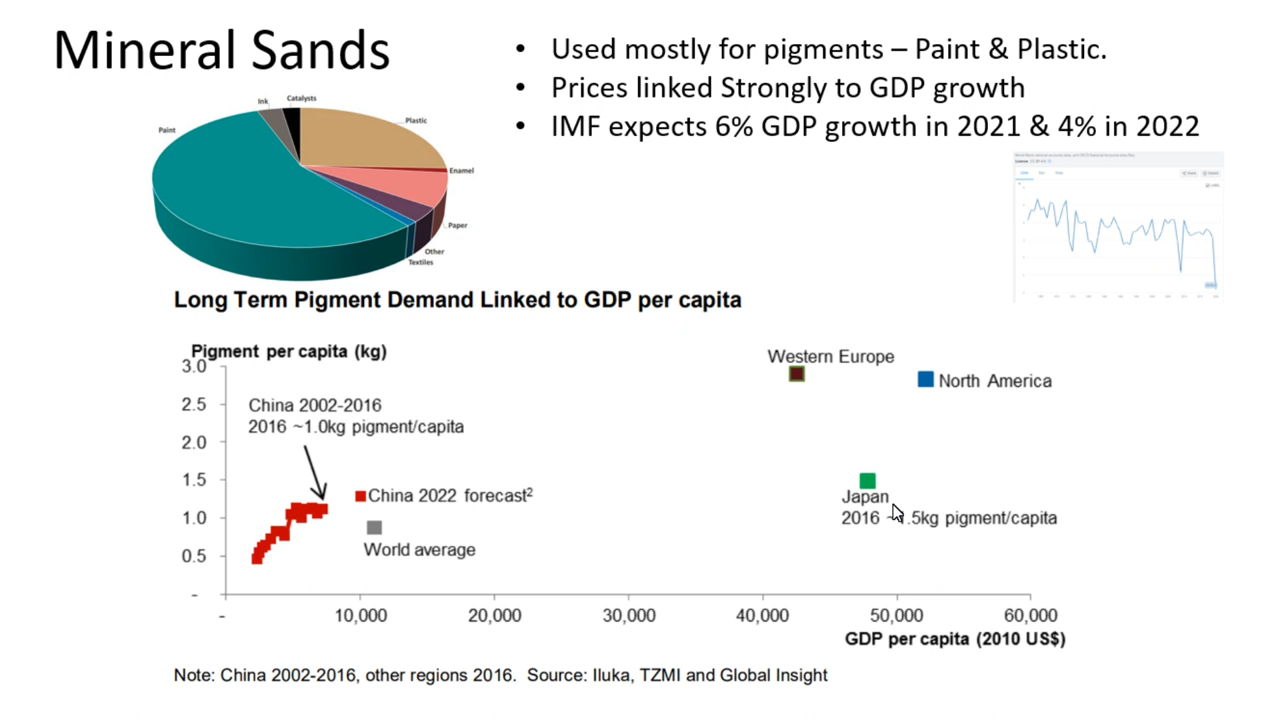 Mineral Sands
• Used mostly for pigments – Paint & Plastic.
• Prices linked Strongly to GDP growth
• IMF expects 6% GDP growth in 2021 & 4% in 2022
Ink
Catalysts
Paint
Plastic
Enamel
Paper
Other
Textiles
Long Term Pigment Demand Linked to GDP per capita
Pigment per capita (kg)
3.0
2.5
2.0
1.5
1.0
0.5
-
Western Europe
North America
China 2002-2016
2016 ~1.0kg pigment/capita
China 2022 forecast2
World average
Japan
2016 ~1.5kg pigment/capita
- 10,000 20,000 30,000 40,000 50,000 60,000
GDP per capita (2010 US$)
Note: China 2002-2016, other regions 2016. Source: Iluka, TZMI and Global Insight